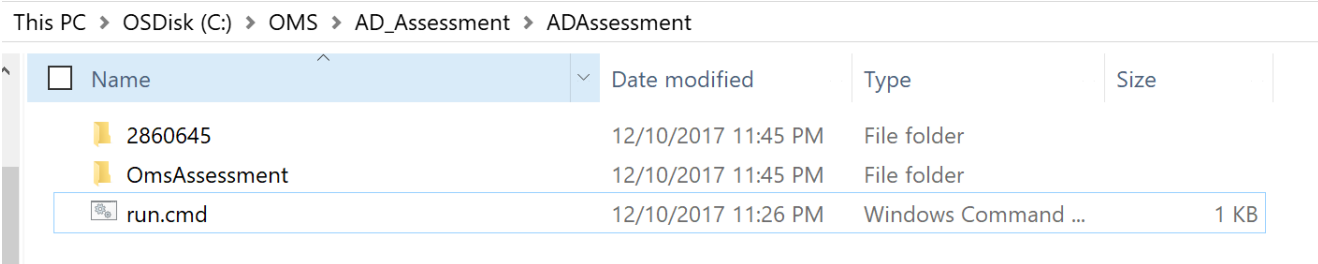 This PC > OSDisk (C:) > OMS > AD_Assessment > ADAssessment
Name Date modified Type Size
2860645 12/10/2017 11:45 PM File folder
OmsAssessment 12/10/2017 11:45 PM File folder
run.cmd 12/10/2017 11:26 PM Windows Command ... 1 KB